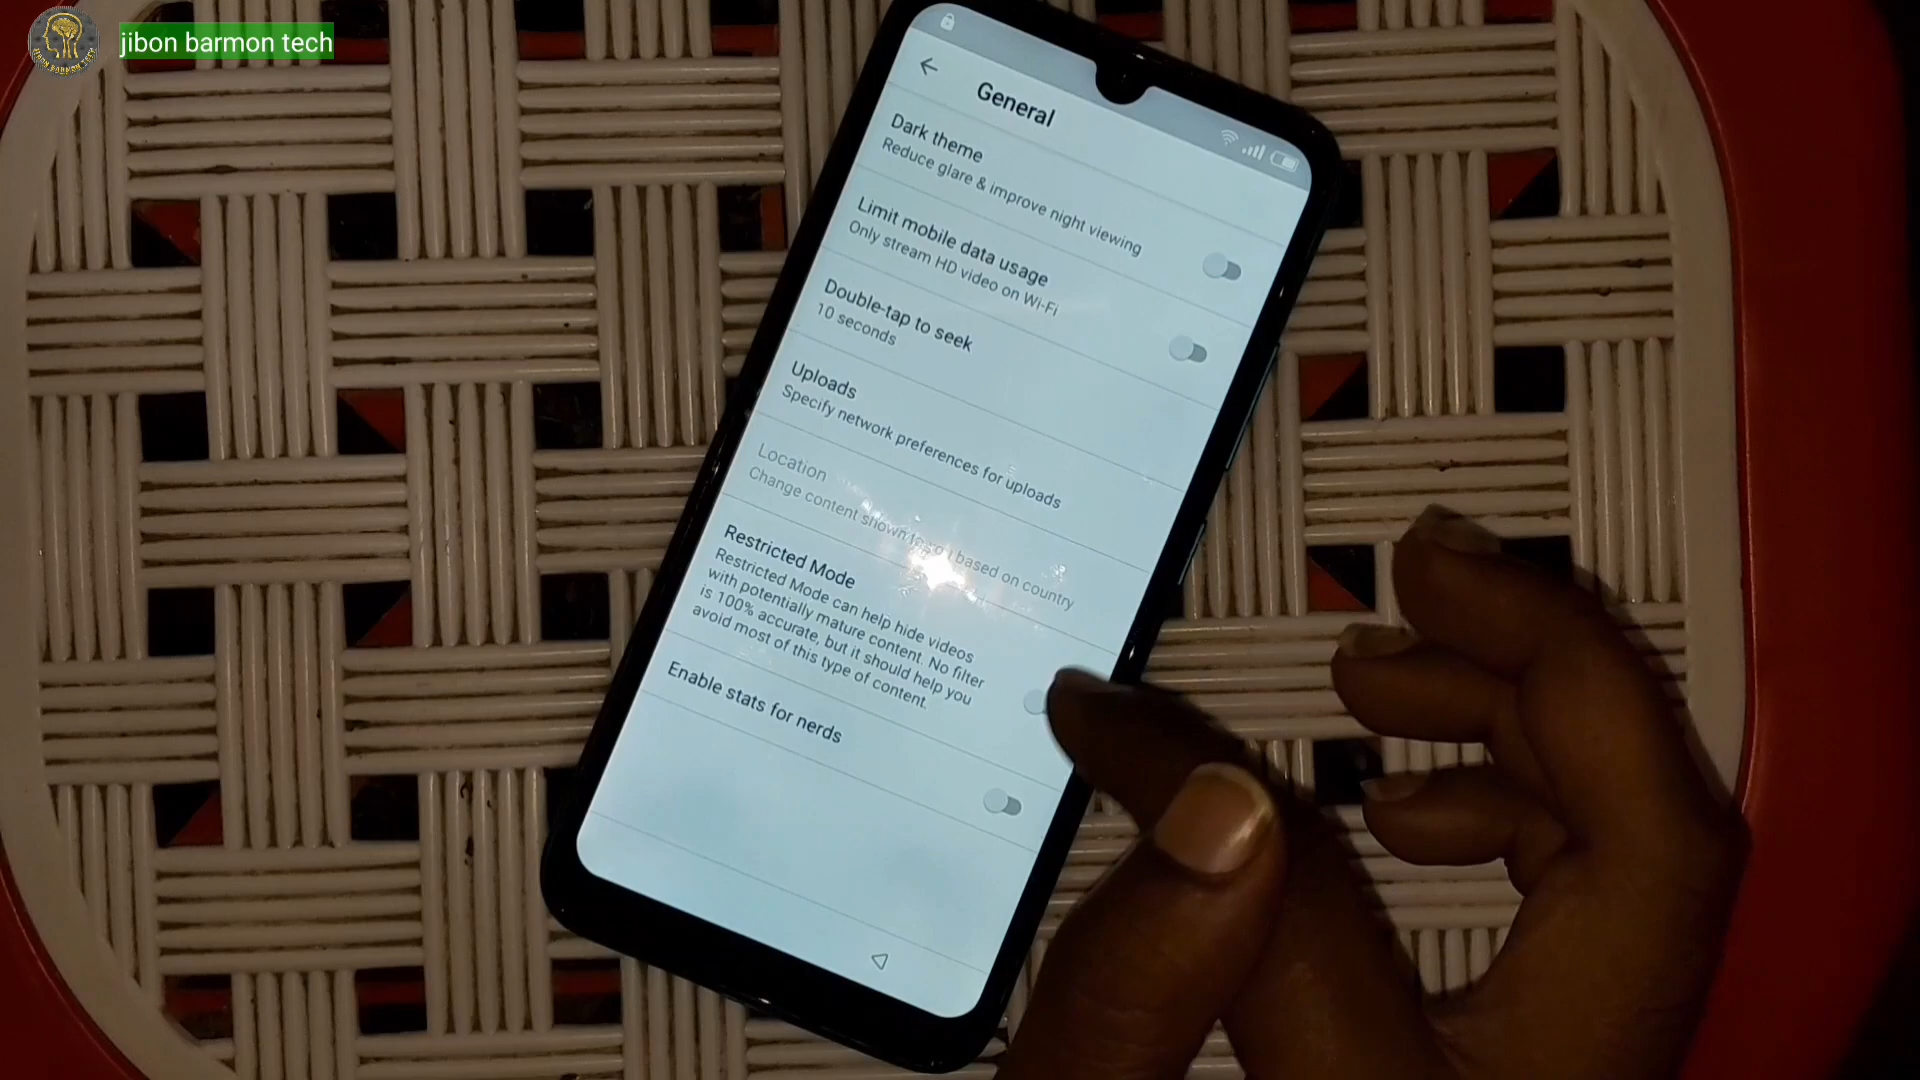 jibon barmon tech
General
Dark theme
Reduce glare & improve night viewing
Limit mobile data usage
Only stream HD video on Wi-Fi
Double-tap to seek
10 seconds
Uploads
Specify network preferences for uploads
Location
Change content shown to you based on country
Restricted Mode
Restricted Mode can help hide videos
with potentially mature content. No filter
is 100% accurate, but it should help you
avoid most of this type of content.
Enable stats for nerds